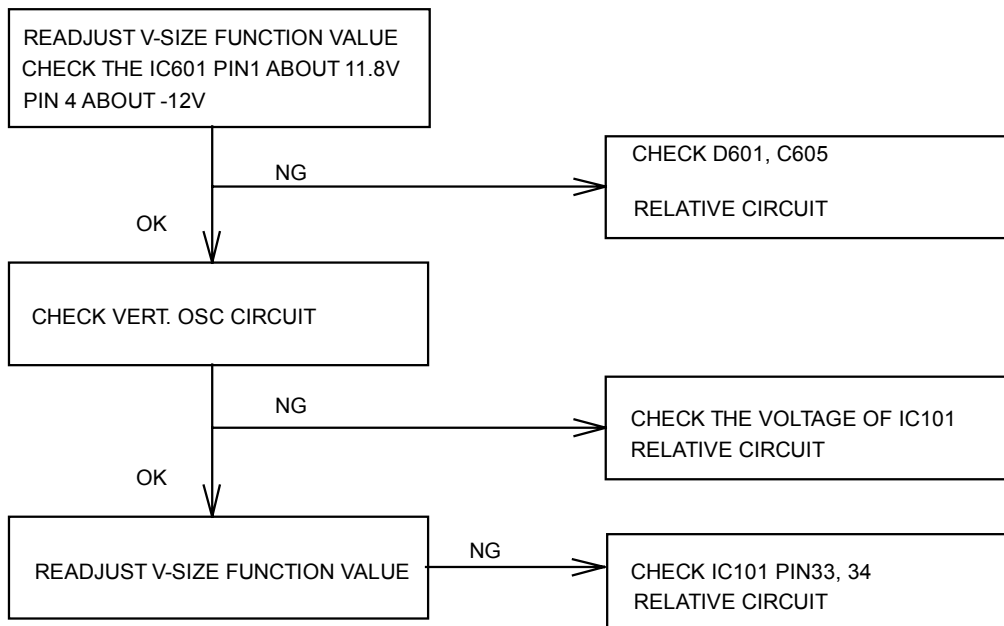 READJUST V-SIZE FUNCTION VALUE
CHECK THE IC601 PIN1 ABOUT 11.8V
PIN 4 ABOUT -12V
NG
CHECK D601, C605
RELATIVE CIRCUIT
OK
CHECK VERT. OSC CIRCUIT
NG
CHECK THE VOLTAGE OF IC101
RELATIVE CIRCUIT
OK
READJUST V-SIZE FUNCTION VALUE
NG
CHECK IC101 PIN33, 34
RELATIVE CIRCUIT